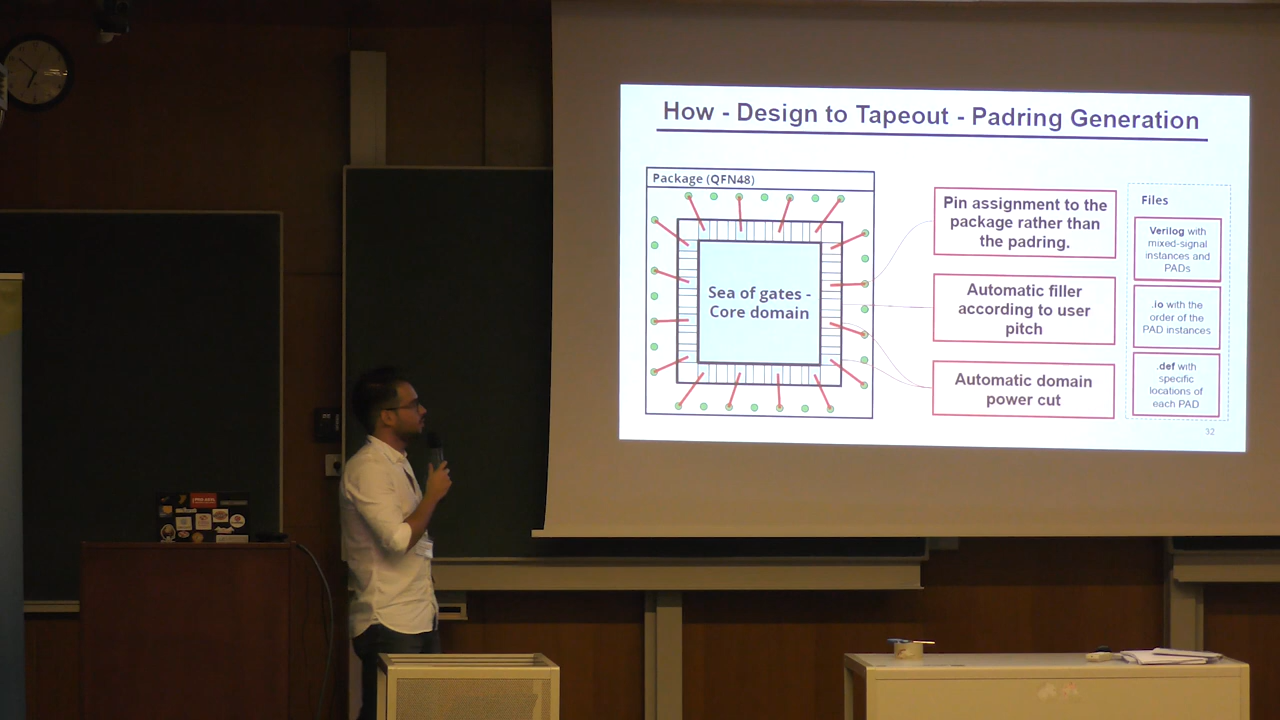 How - Design to Tapeout - Padring Generation
Package (QFN48)
Sea of gates -
Core domain
Pin assignment to the
package rather than
the padring.
Automatic filler
according to user
pitch
Automatic domain
power cut
Files
Verilog with
mixed-signal
instances and
PADs
.io with the
order of the
PAD instances
.def with
specific
locations of
each PAD
32